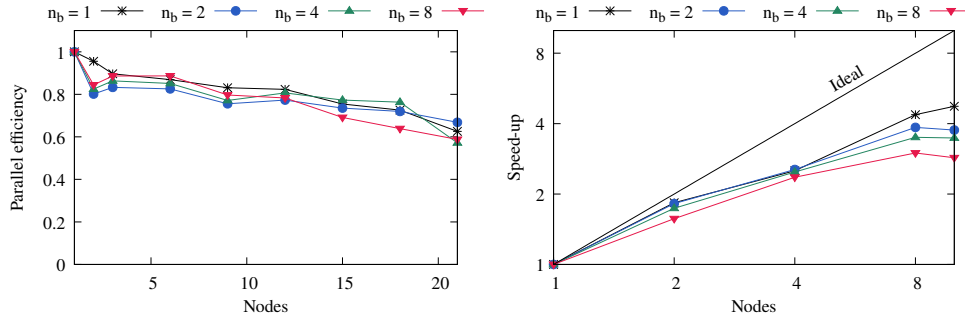 n_b = 1 n_b = 2 n_b = 4 n_b = 8
1
0.8
0.6
0.4
0.2
0
Parallel efficiency
5 10 15 20
Nodes
n_b = 1 n_b = 2 n_b = 4 n_b = 8
8
4
2
1
Speed-up
Ideal
1 2 4 8
Nodes